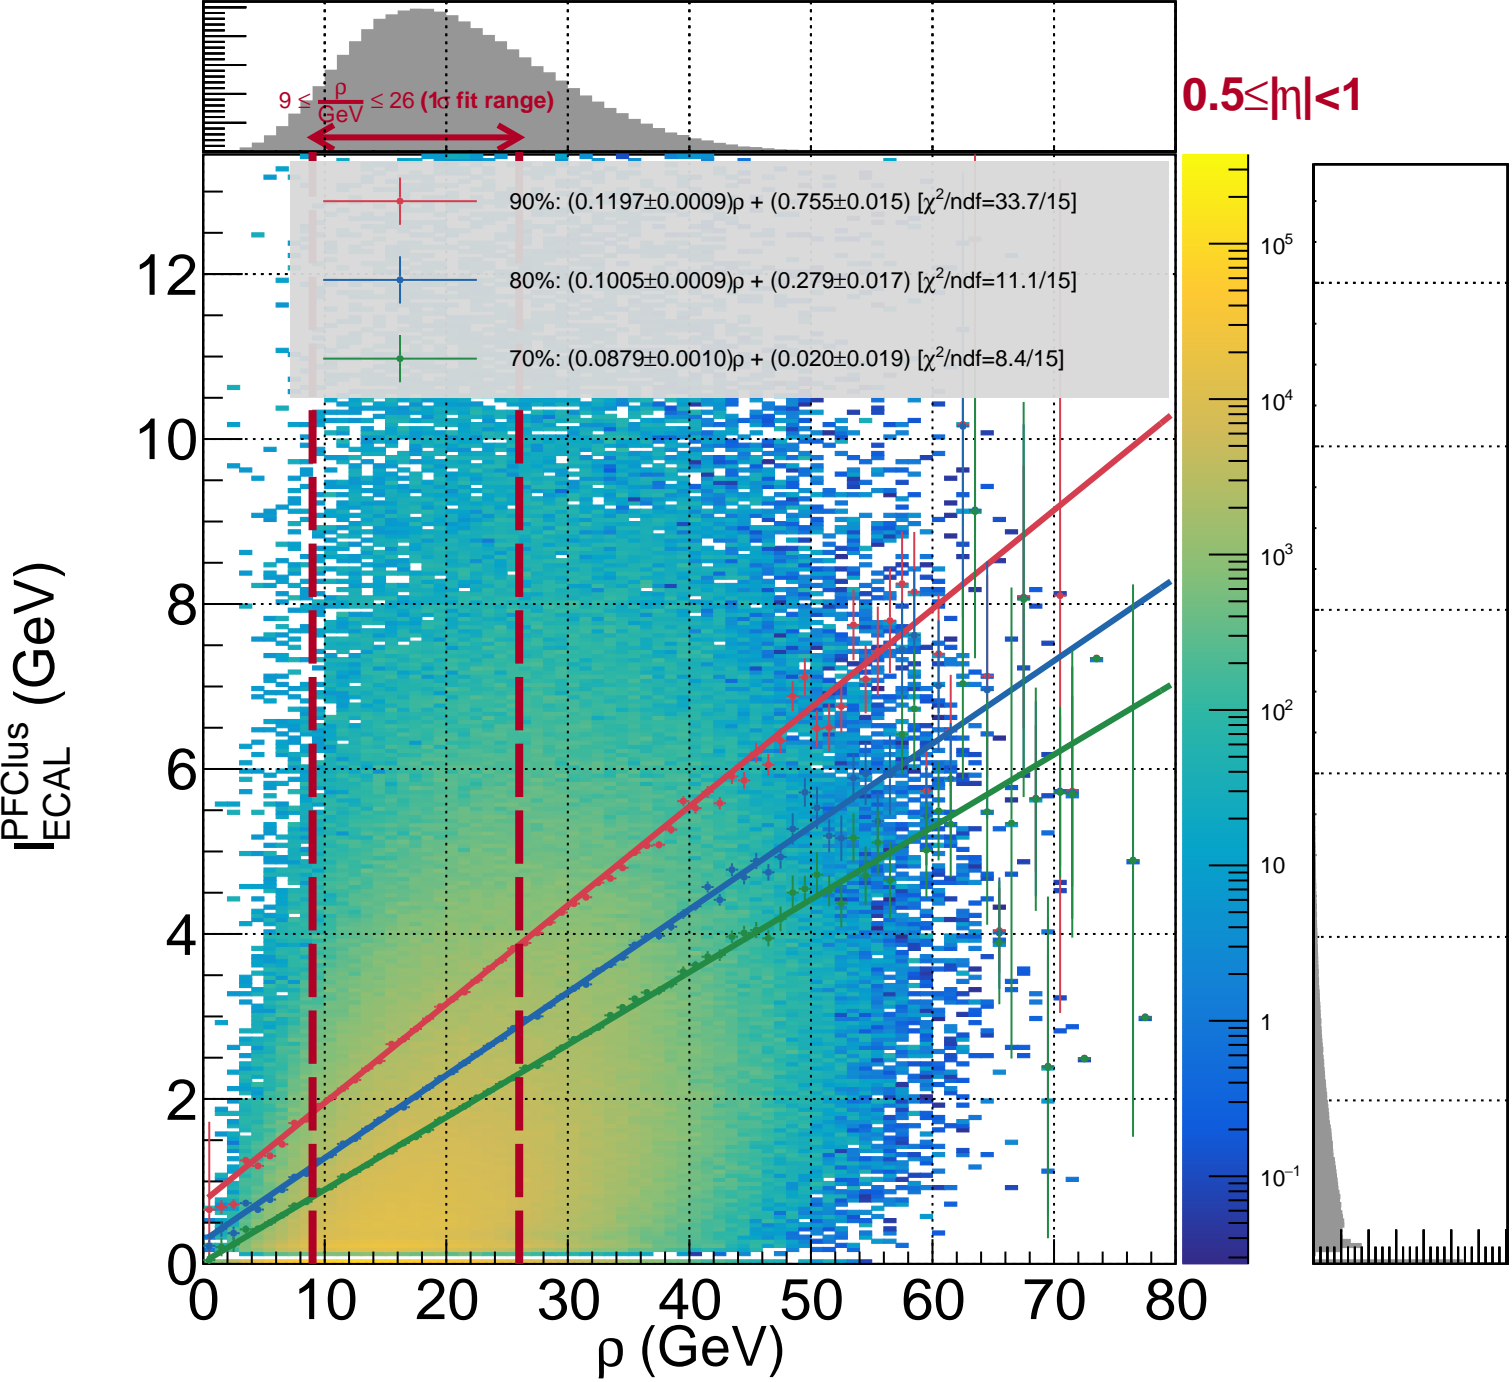 9 ≤ ρ/GeV ≤ 26 (1σ fit range)
0.5≤|η|<1
90%: (0.1197±0.0009)ρ + (0.755±0.015) [χ²/ndf=33.7/15]
80%: (0.1005±0.0009)ρ + (0.279±0.017) [χ²/ndf=11.1/15]
70%: (0.0879±0.0010)ρ + (0.020±0.019) [χ²/ndf=8.4/15]
12
10
8
6
4
2
0
I_ECAL^PFClus (GeV)
0 10 20 30 40 50 60 70 80
ρ (GeV)
10⁵
10⁴
10³
10²
10
1
10⁻¹